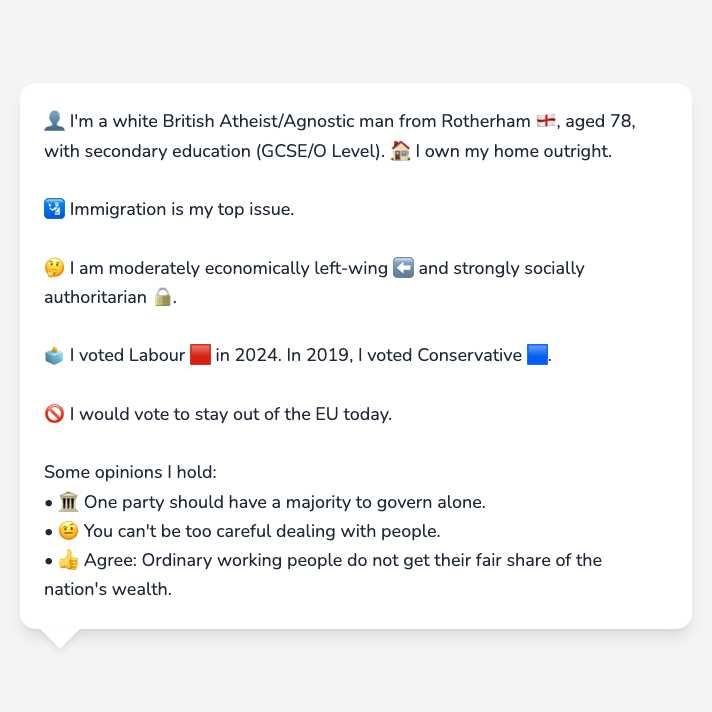 👤 I'm a white British Atheist/Agnostic man from Rotherham 🏴󠁧󠁢󠁥󠁮󠁧󠁿, aged 78,
with secondary education (GCSE/O Level). 🏠 I own my home outright.
🛂 Immigration is my top issue.
🤔 I am moderately economically left-wing ⬅️ and strongly socially
authoritarian 🔒.
🗳️ I voted Labour 🟥 in 2024. In 2019, I voted Conservative 🟦.
🚫 I would vote to stay out of the EU today.
Some opinions I hold:
• 🏛️ One party should have a majority to govern alone.
• 🤨 You can't be too careful dealing with people.
• 👍 Agree: Ordinary working people do not get their fair share of the
nation's wealth.